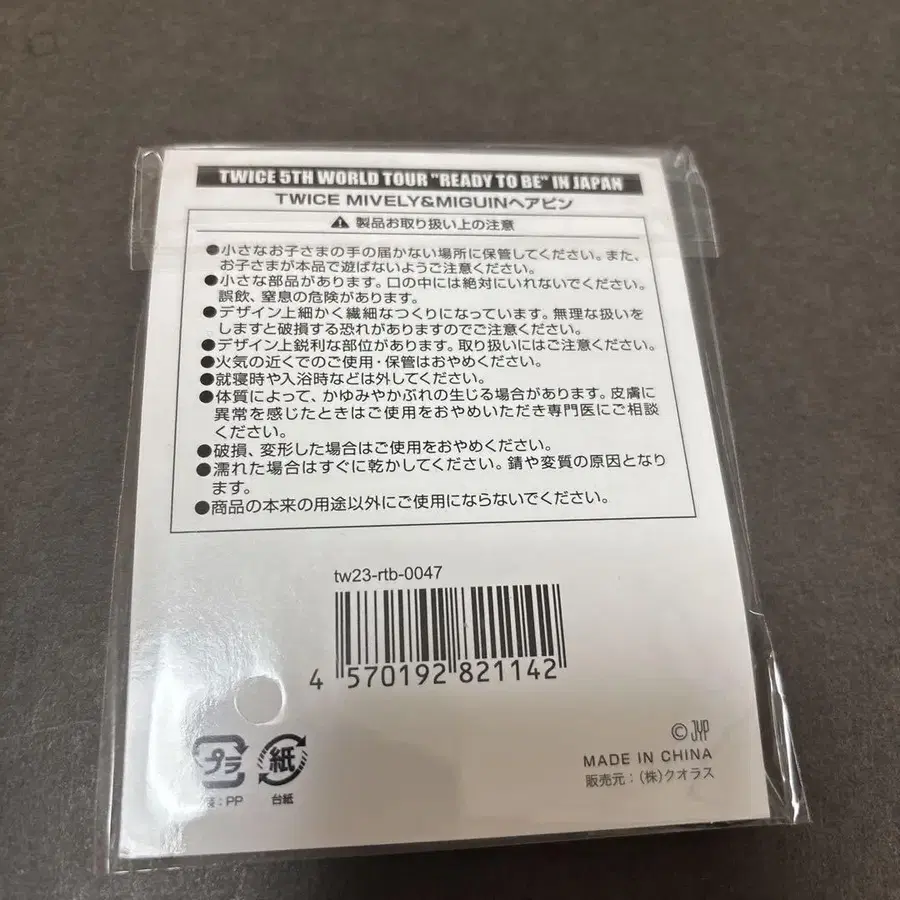 TWICE 5TH WORLD TOUR "READY TO BE" IN JAPAN
TWICE MIVELY&MIGUINヘアピン
⚠ 製品お取り扱い上の注意
●小さなお子さまの手の届かない場所に保管してください。また、
お子さまが本品で遊ばないようご注意ください。
●小さな部品があります。口の中には絶対にいれないでください。
誤飲、窒息の危険があります。
●デザイン上細かく繊細なつくりになっています。無理な扱いを
しますと破損する恐れがありますのでご注意ください。
●デザイン上鋭利な部位があります。取り扱いにはご注意ください。
●火気の近くでのご使用・保管はおやめください。
●就寝時や入浴時などは外してください。
●体質によって、かゆみやかぶれの生じる場合があります。皮膚に
異常を感じたときはご使用をおやめいただき専門医にご相談
ください。
●破損、変形した場合はご使用をおやめください。
●濡れた場合はすぐに乾かしてください。錆や変質の原因となり
ます。
●商品の本来の用途以外にご使用にならないでください。
tw23-rtb-0047
4 570192 821142
プラ
:PP
紙
台紙
© JYP
MADE IN CHINA
販売元：(株)クオラス